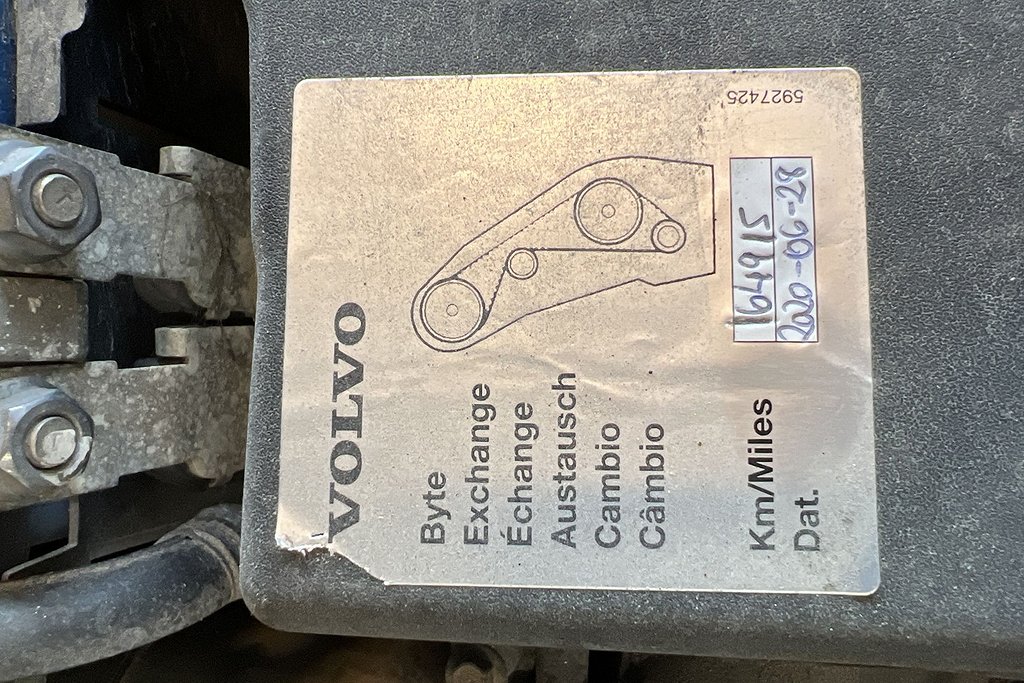 VOLVO
Byte
Exchange
Échange
Austausch
Cambio
Câmbio
Km/Miles 164915
Dat. 2020-06-28
5927425